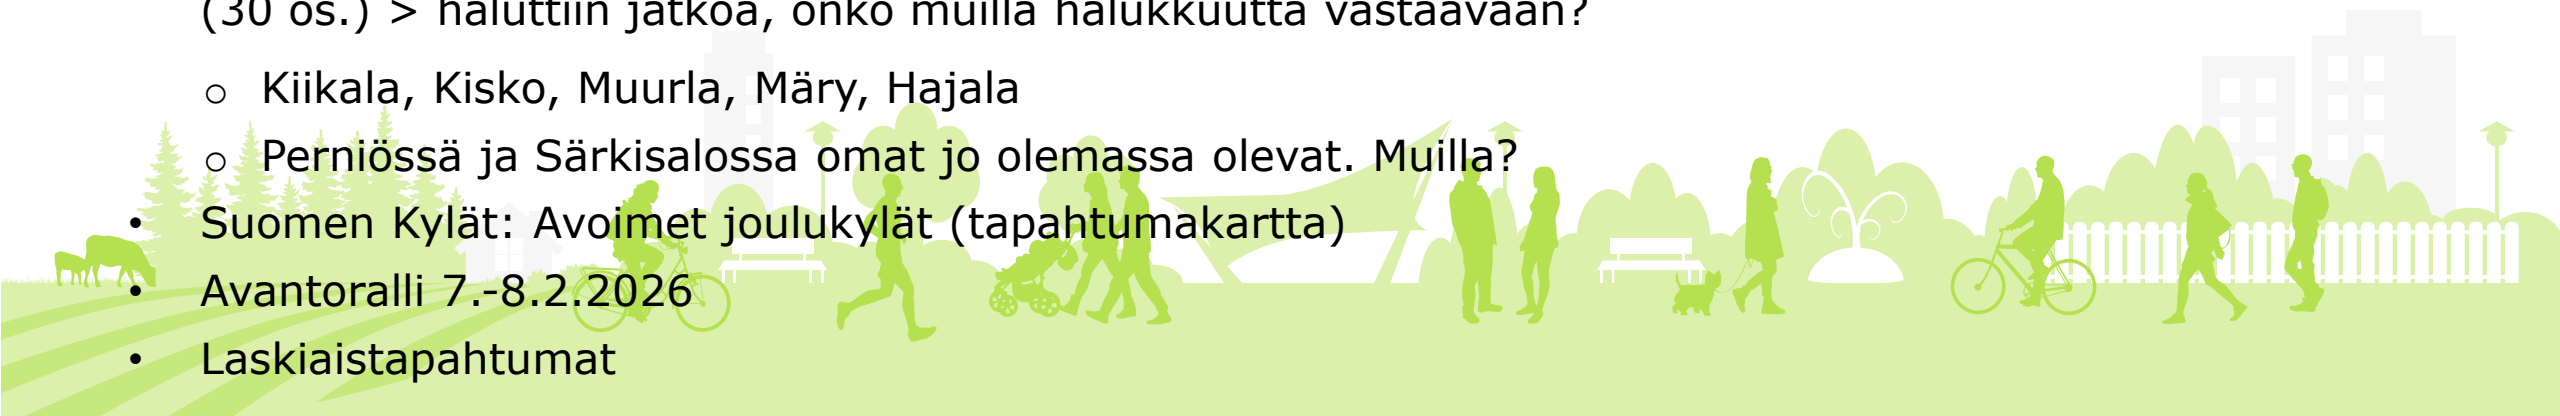 (30 os.) > haluttiin jatkoa, onko muilla halukkuutta vastaavaan?
o Kiikala, Kisko, Muurla, Märy, Hajala
o Perniössä ja Särkisalossa omat jo olemassa olevat. Muilla?
• Suomen Kylät: Avoimet joulukylät (tapahtumakartta)
• Avantoralli 7.-8.2.2026
• Laskiaistapahtumat